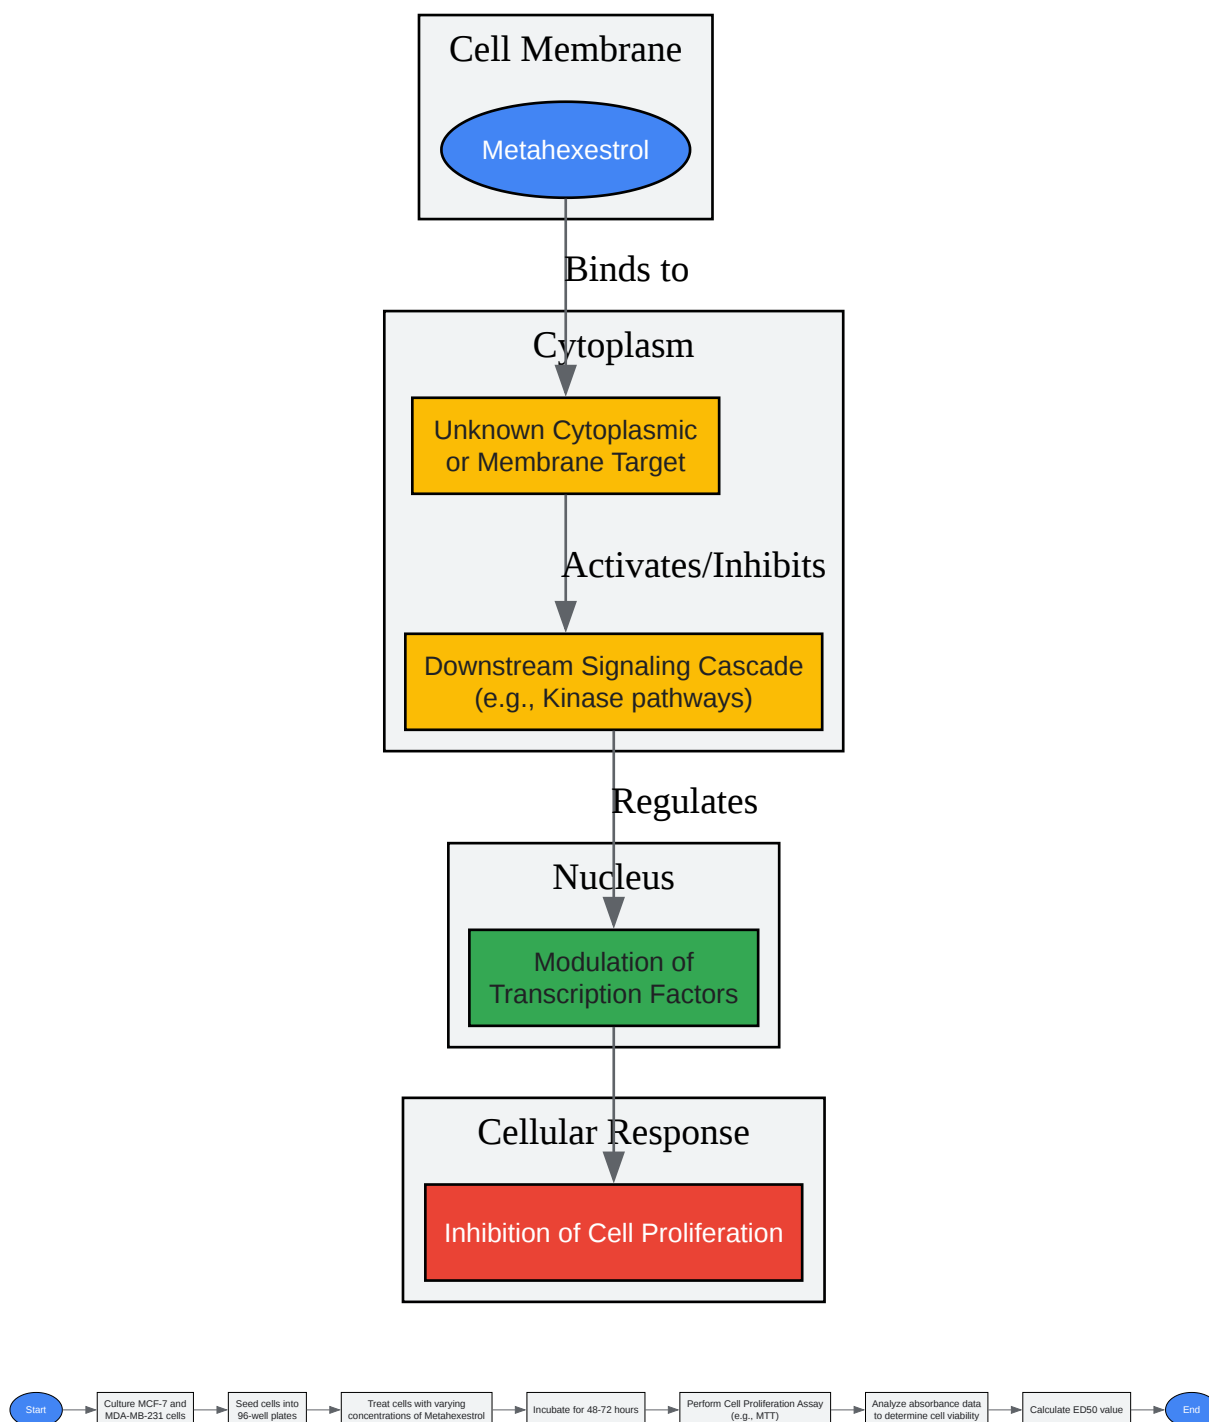 Cell Membrane
Metahexestrol
Binds to
Cytoplasm
Unknown Cytoplasmic
or Membrane Target
Activates/Inhibits
Downstream Signaling Cascade
(e.g., Kinase pathways)
Regulates
Nucleus
Modulation of
Transcription Factors
Cellular Response
Inhibition of Cell Proliferation
Start
Culture MCF-7 and
MDA-MB-231 cells
Seed cells into
96-well plates
Treat cells with varying
concentrations of Metahexestrol
Incubate for 48-72 hours
Perform Cell Proliferation Assay
(e.g., MTT)
Analyze absorbance data
to determine cell viability
Calculate ED50 value
End